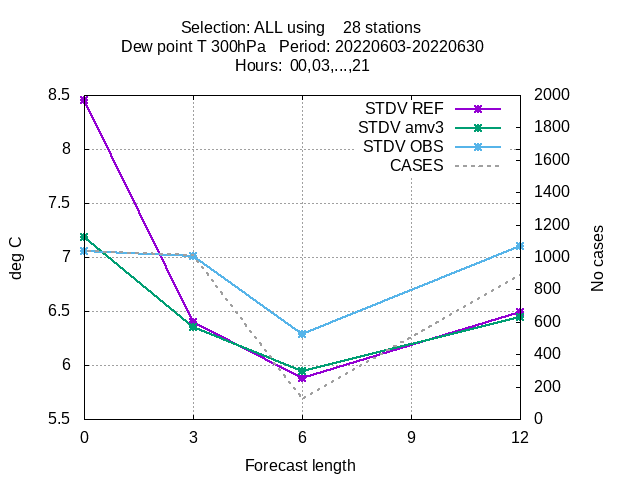 Selection: ALL using 28 stations
Dew point T 300hPa Period: 20220603-20220630
Hours: 00,03,...,21
STDV REF
STDV amv3
STDV OBS
CASES
8.5
8
7.5
7
6.5
6
5.5
deg C
2000
1800
1600
1400
1200
1000
800
600
400
200
0
No cases
0 3 6 9 12
Forecast length